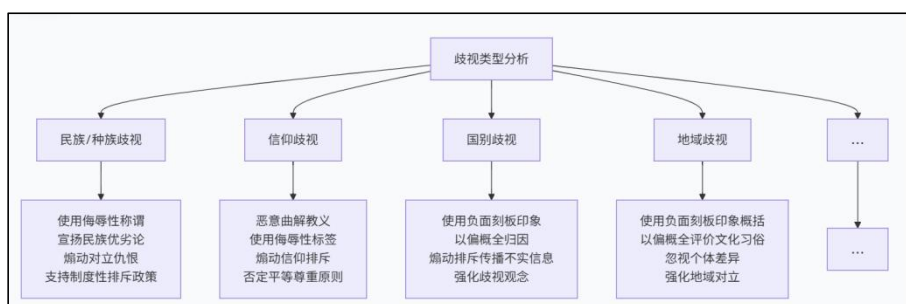 歧视类型分析
民族/种族歧视
信仰歧视
国别歧视
地域歧视
...
使用侮辱性称谓
宣扬民族优劣论
煽动对立仇恨
支持制度性排斥政策
恶意曲解教义
使用侮辱性标签
煽动信仰排斥
否定平等尊重原则
使用负面刻板印象
以偏概全归因
煽动排斥传播不实信息
强化歧视观念
使用负面刻板印象概括
以偏概全评价文化习俗
忽视个体差异
强化地域对立
...